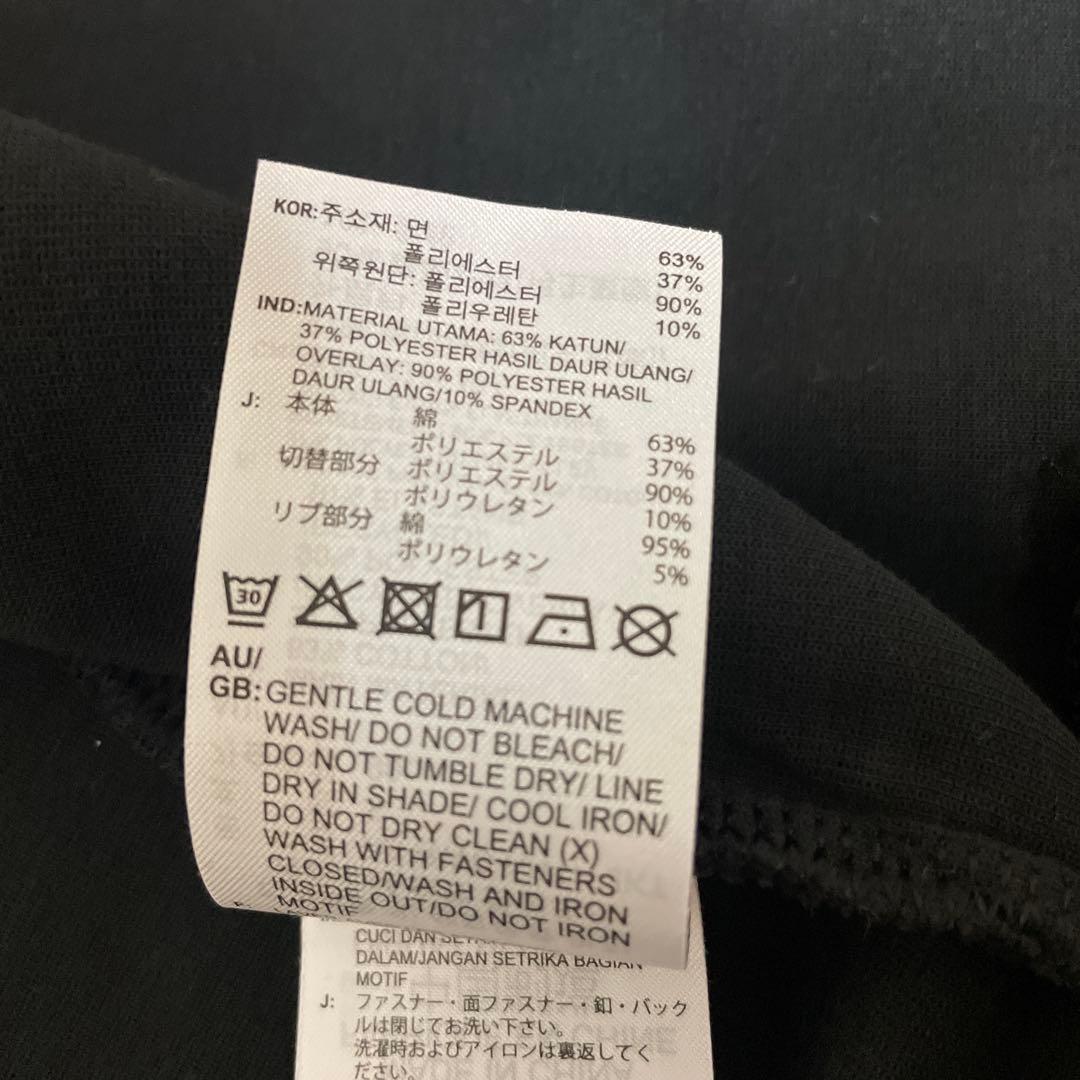 KOR:주소재: 면 63%
폴리에스터 37%
위쪽원단: 폴리에스터 90%
폴리우레탄 10%
IND:MATERIAL UTAMA: 63% KATUN/
37% POLYESTER HASIL DAUR ULANG/
OVERLAY: 90% POLYESTER HASIL
DAUR ULANG/10% SPANDEX
J: 本体 綿 63%
ポリエステル 37%
切替部分 ポリエステル 90%
ポリウレタン 10%
リブ部分 綿 95%
ポリウレタン 5%
30
AU/
GB:GENTLE COLD MACHINE
WASH/ DO NOT BLEACH/
DO NOT TUMBLE DRY/ LINE
DRY IN SHADE/ COOL IRON/
DO NOT DRY CLEAN (X)
WASH WITH FASTENERS
CLOSED/WASH AND IRON
INSIDE OUT/DO NOT IRON
MOTIF
CUCI DAN
DALAM/JANGAN SETRIKA BAGIAN
MOTIF
J: ファスナー・面ファスナー・釦・バック
ルは閉じてお洗い下さい。
洗濯時およびアイロンは裏返してく
ださい。